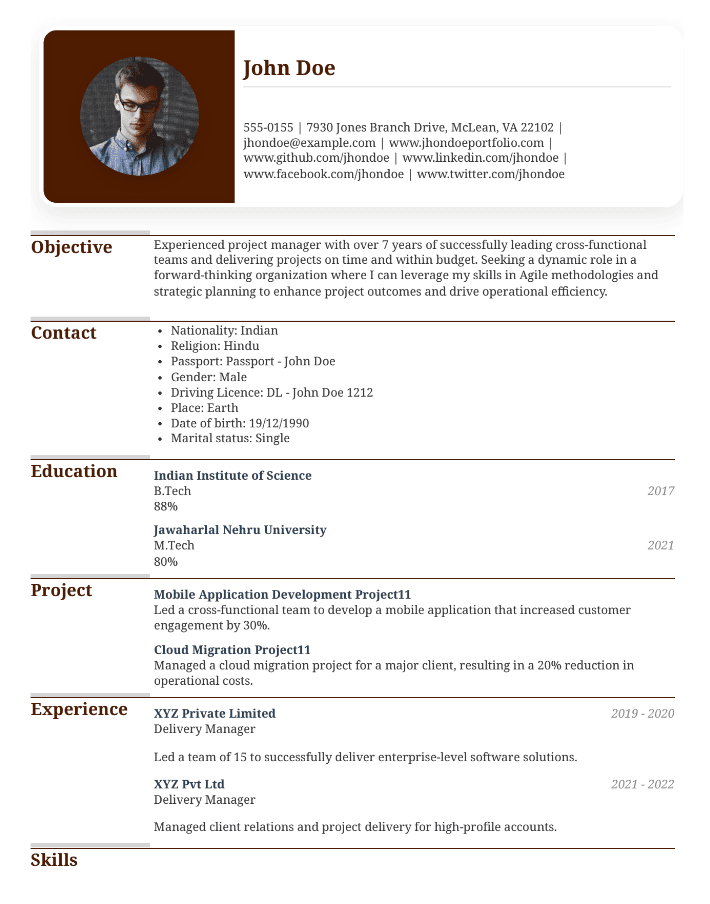 John Doe
555-0155 | 7930 Jones Branch Drive, McLean, VA 22102 |
jhondoe@example.com | www.jhondoeportfolio.com |
www.github.com/jhondoe | www.linkedin.com/jhondoe |
www.facebook.com/jhondoe | www.twitter.com/jhondoe
Objective
Experienced project manager with over 7 years of successfully leading cross-functional
teams and delivering projects on time and within budget. Seeking a dynamic role in a
forward-thinking organization where I can leverage my skills in Agile methodologies and
strategic planning to enhance project outcomes and drive operational efficiency.
Contact
• Nationality: Indian
• Religion: Hindu
• Passport: Passport - John Doe
• Gender: Male
• Driving Licence: DL - John Doe 1212
• Place: Earth
• Date of birth: 19/12/1990
• Marital status: Single
Education
Indian Institute of Science
B.Tech 2017
88%
Jawaharlal Nehru University
M.Tech 2021
80%
Project
Mobile Application Development Project11
Led a cross-functional team to develop a mobile application that increased customer
engagement by 30%.
Cloud Migration Project11
Managed a cloud migration project for a major client, resulting in a 20% reduction in
operational costs.
Experience
XYZ Private Limited 2019 - 2020
Delivery Manager
Led a team of 15 to successfully deliver enterprise-level software solutions.
XYZ Pvt Ltd 2021 - 2022
Delivery Manager
Managed client relations and project delivery for high-profile accounts.
Skills